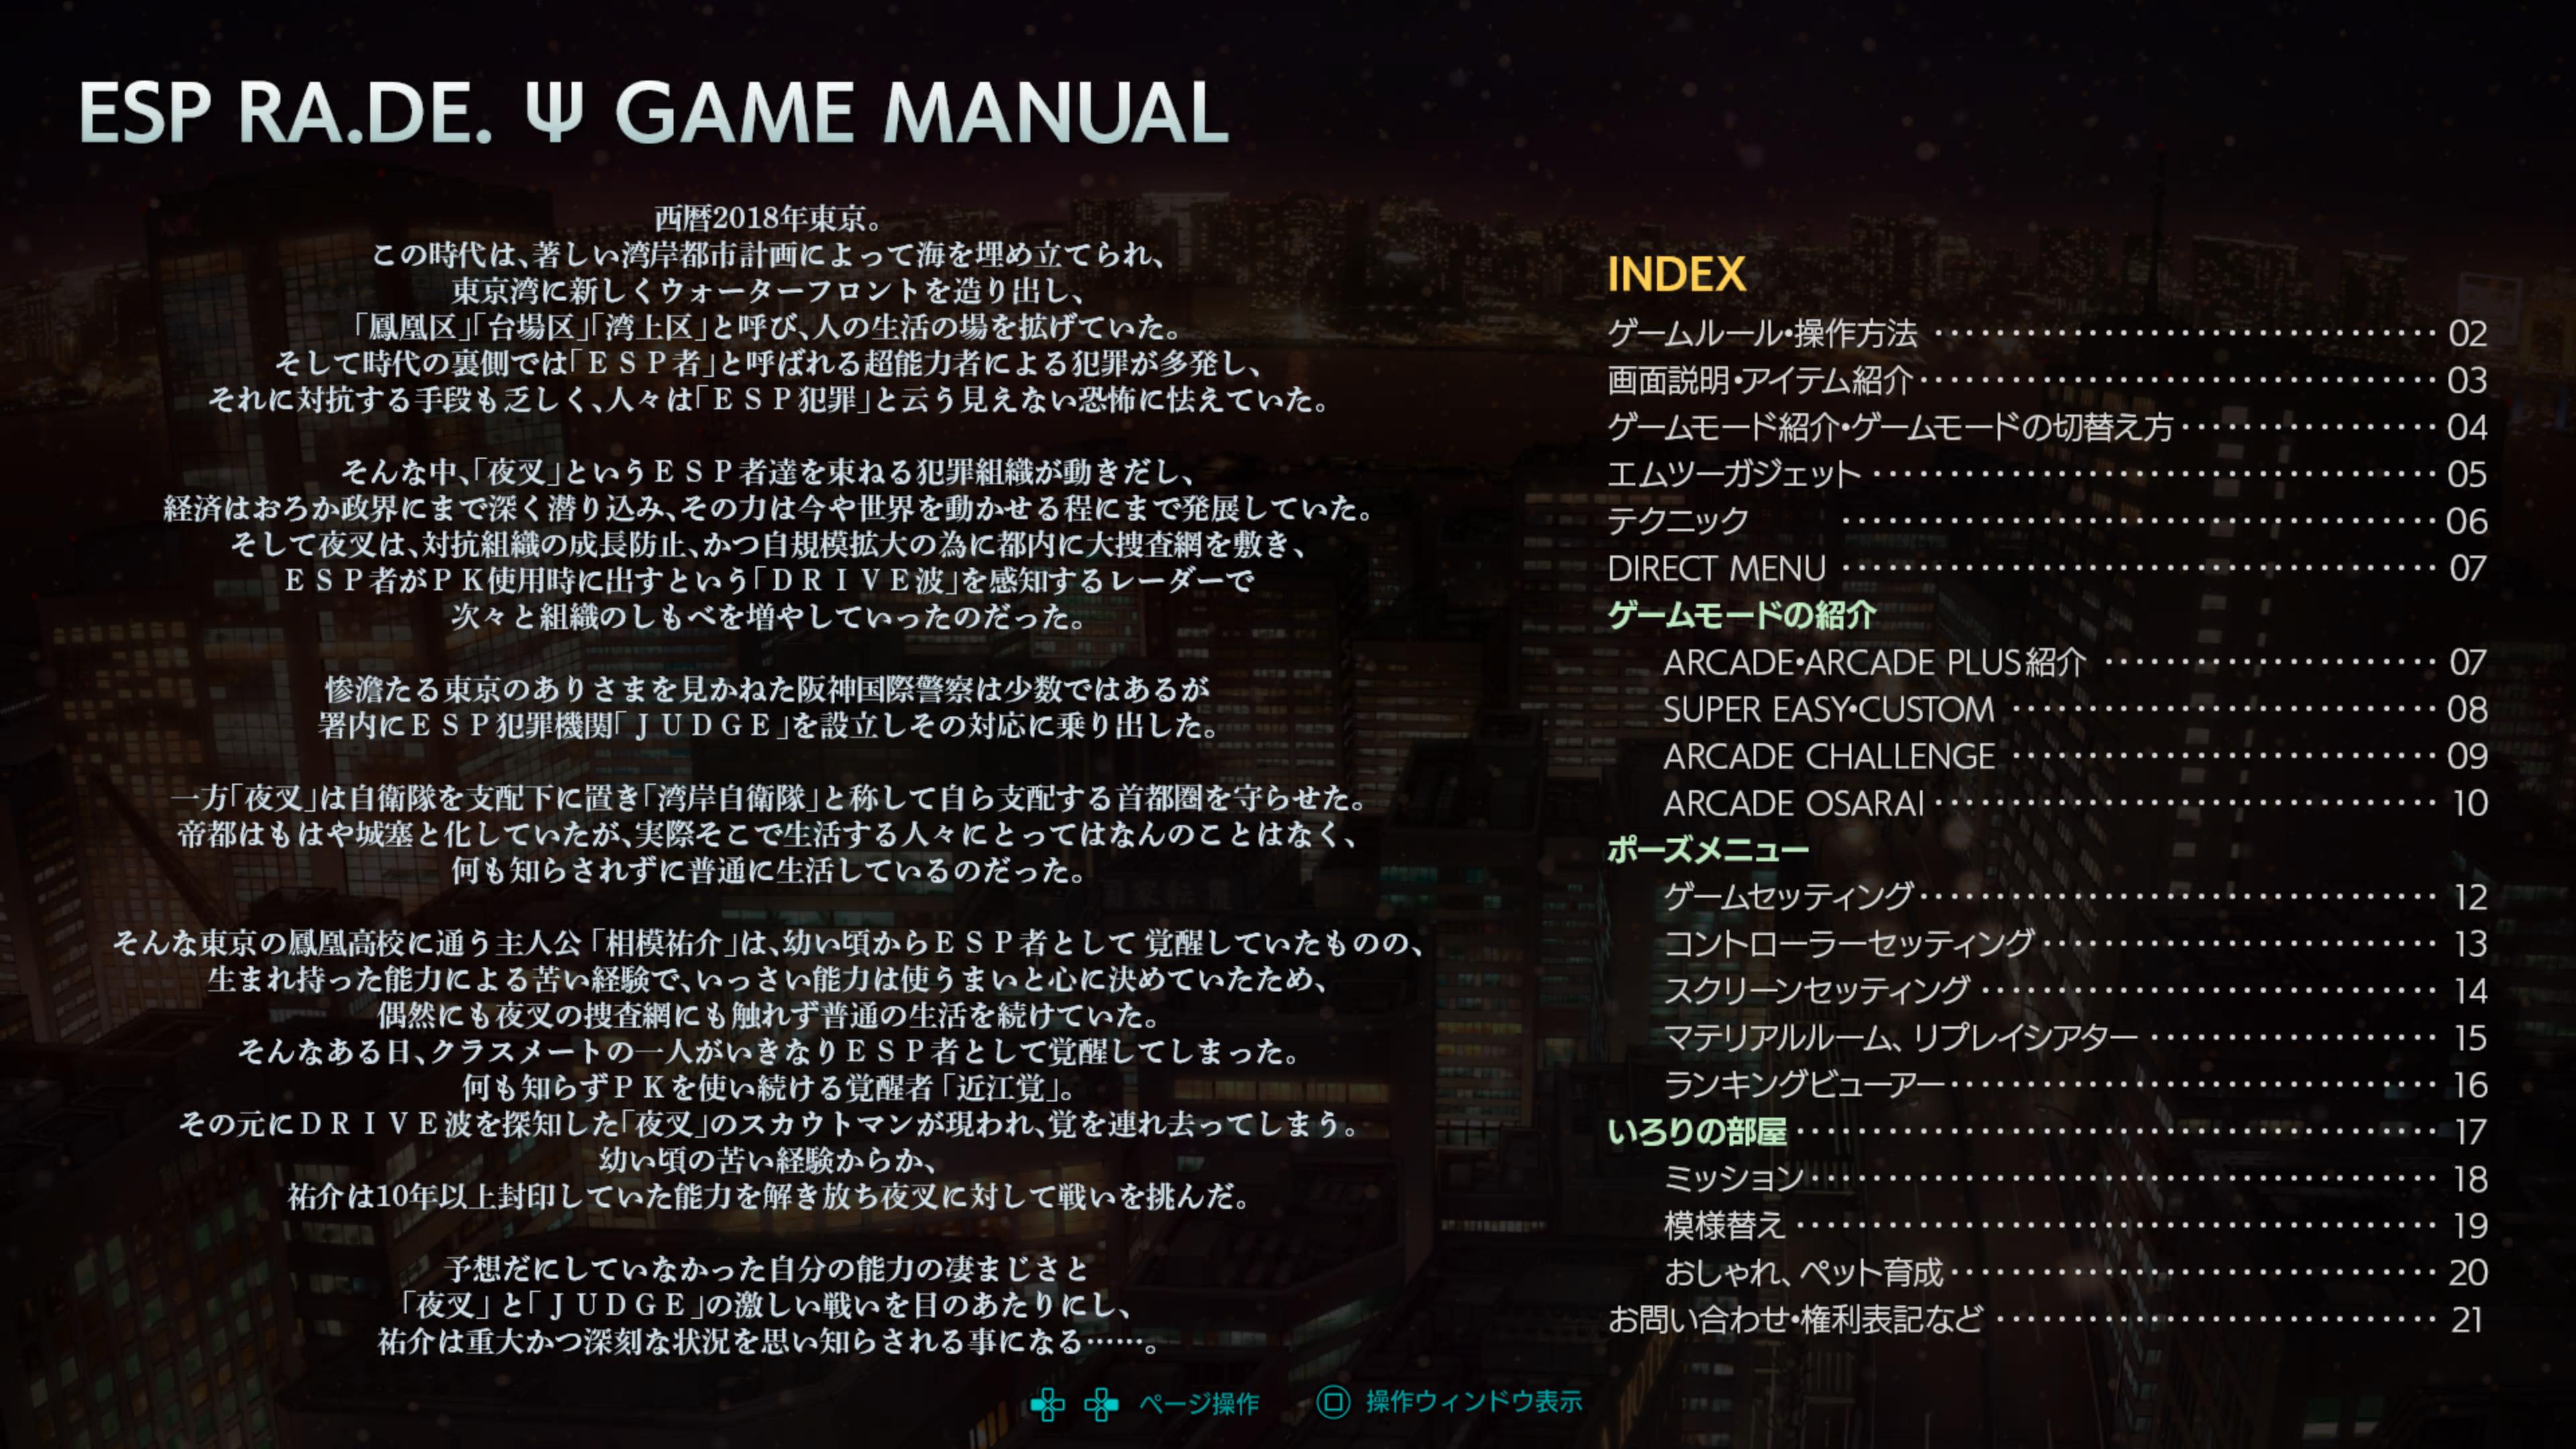 ESP RA.DE. Ψ GAME MANUAL
西暦2018年東京。
この時代は、著しい湾岸都市計画によって海を埋め立てられ、
東京湾に新しくウォーターフロントを造り出し、
「鳳凰区」「台場区」「湾上区」と呼び、人の生活の場を拡げていた。
そして時代の裏側では「ＥＳＰ者」と呼ばれる超能力者による犯罪が多発し、
それに対抗する手段も乏しく、人々は「ＥＳＰ犯罪」と云う見えない恐怖に怯えていた。
そんな中、「夜叉」というＥＳＰ者達を束ねる犯罪組織が動きだし、
経済はおろか政界にまで深く潜り込み、その力は今や世界を動かせる程にまで発展していた。
そして夜叉は、対抗組織の成長防止、かつ自規模拡大の為に都内に大捜査網を敷き、
ＥＳＰ者がＰＫ使用時に出すという「ＤＲＩＶＥ波」を感知するレーダーで
次々と組織のしもべを増やしていったのだった。
惨澹たる東京のありさまを見かねた阪神国際警察は少数ではあるが
署内にＥＳＰ犯罪機関「ＪＵＤＧＥ」を設立しその対応に乗り出した。
一方「夜叉」は自衛隊を支配下に置き「湾岸自衛隊」と称して自ら支配する首都圏を守らせた。
帝都はもはや城塞と化していたが、実際そこで生活する人々にとってはなんのことはなく、
何も知らされずに普通に生活しているのだった。
そんな東京の鳳凰高校に通う主人公「相模祐介」は、幼い頃からＥＳＰ者として 覚醒していたものの、
生まれ持った能力による苦い経験で、いっさい能力は使うまいと心に決めていたため、
偶然にも夜叉の捜査網にも触れず普通の生活を続けていた。
そんなある日、クラスメートの一人がいきなりＥＳＰ者として覚醒してしまった。
何も知らずＰＫを使い続ける覚醒者「近江覚」。
その元にＤＲＩＶＥ波を探知した「夜叉」のスカウトマンが現われ、覚を連れ去ってしまう。
幼い頃の苦い経験からか、
祐介は10年以上封印していた能力を解き放ち夜叉に対して戦いを挑んだ。
予想だにしていなかった自分の能力の凄まじさと
「夜叉」と「ＪＵＤＧＥ」の激しい戦いを目のあたりにし、
祐介は重大かつ深刻な状況を思い知らされる事になる……。
INDEX
ゲームルール・操作方法 ………… 02
画面説明・アイテム紹介 ………… 03
ゲームモード紹介・ゲームモードの切替え方 ………… 04
エムツーガジェット ………… 05
テクニック ………… 06
DIRECT MENU ………… 07
ゲームモードの紹介
ARCADE・ARCADE PLUS紹介 ………… 07
SUPER EASY・CUSTOM ………… 08
ARCADE CHALLENGE ………… 09
ARCADE OSARAI ………… 10
ポーズメニュー
ゲームセッティング ………… 12
コントローラーセッティング ………… 13
スクリーンセッティング ………… 14
マテリアルルーム、リプレイシアター ………… 15
ランキングビューアー ………… 16
いろりの部屋 ………… 17
ミッション ………… 18
模様替え ………… 19
おしゃれ、ペット育成 ………… 20
お問い合わせ・権利表記など ………… 21
ページ操作
操作ウィンドウ表示